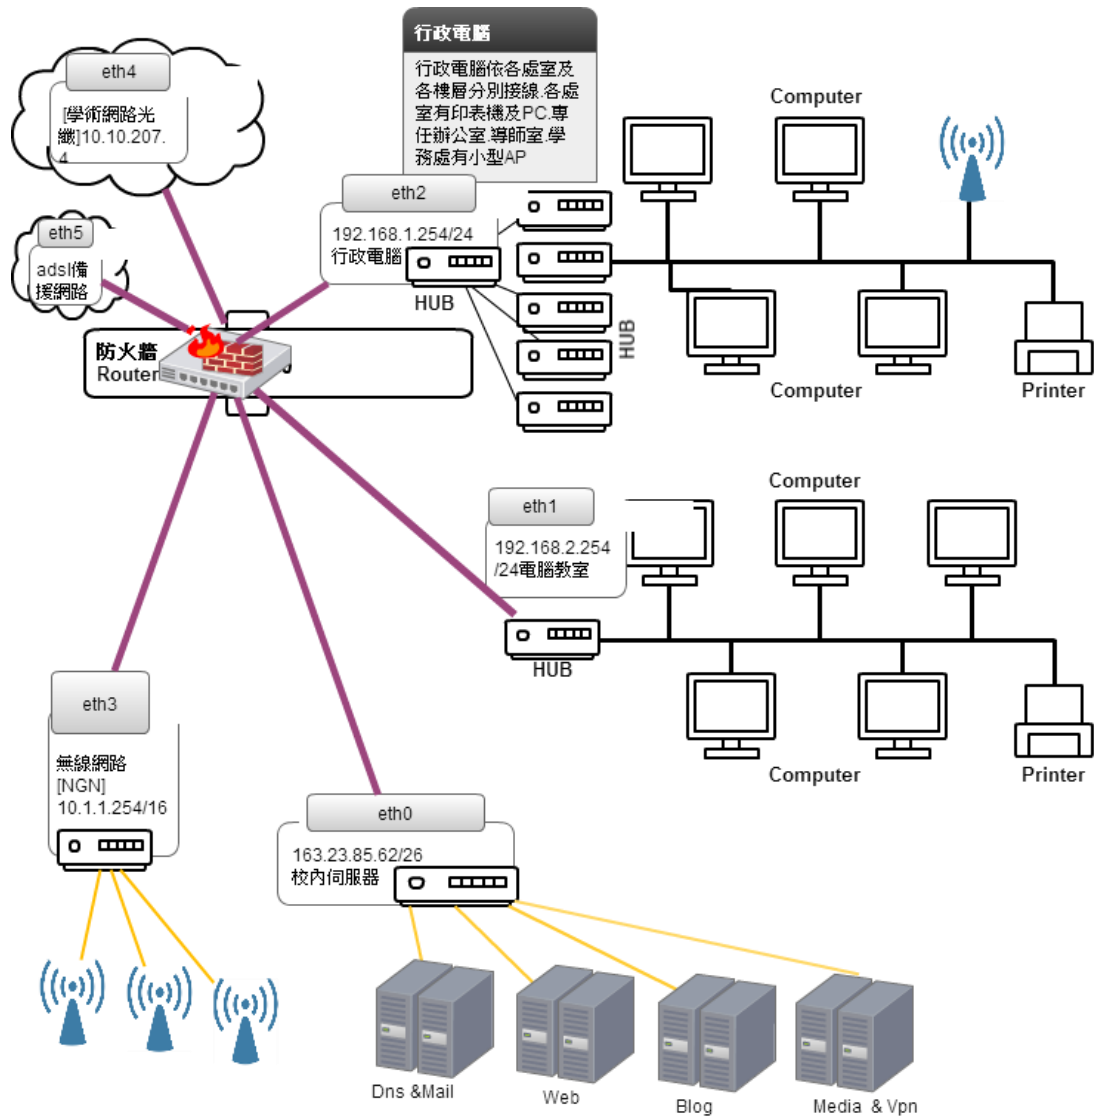 行政電腦
行政電腦依各處室及
各樓層分別接線.各處
室有印表機及PC.專
任辦公室.導師室.學
務處有小型AP
eth4
[學術網路光
纖]10.10.207.
4
eth5
adsl備
援網路
eth2
192.168.1.254/24
行政電腦
HUB
HUB
Computer
Computer
Printer
防火牆
Router
eth1
192.168.2.254
/24電腦教室
HUB
Computer
Computer
Printer
eth3
無線網路
[NGN]
10.1.1.254/16
eth0
163.23.85.62/26
校內伺服器
Dns &Mail
Web
Blog
Media & Vpn